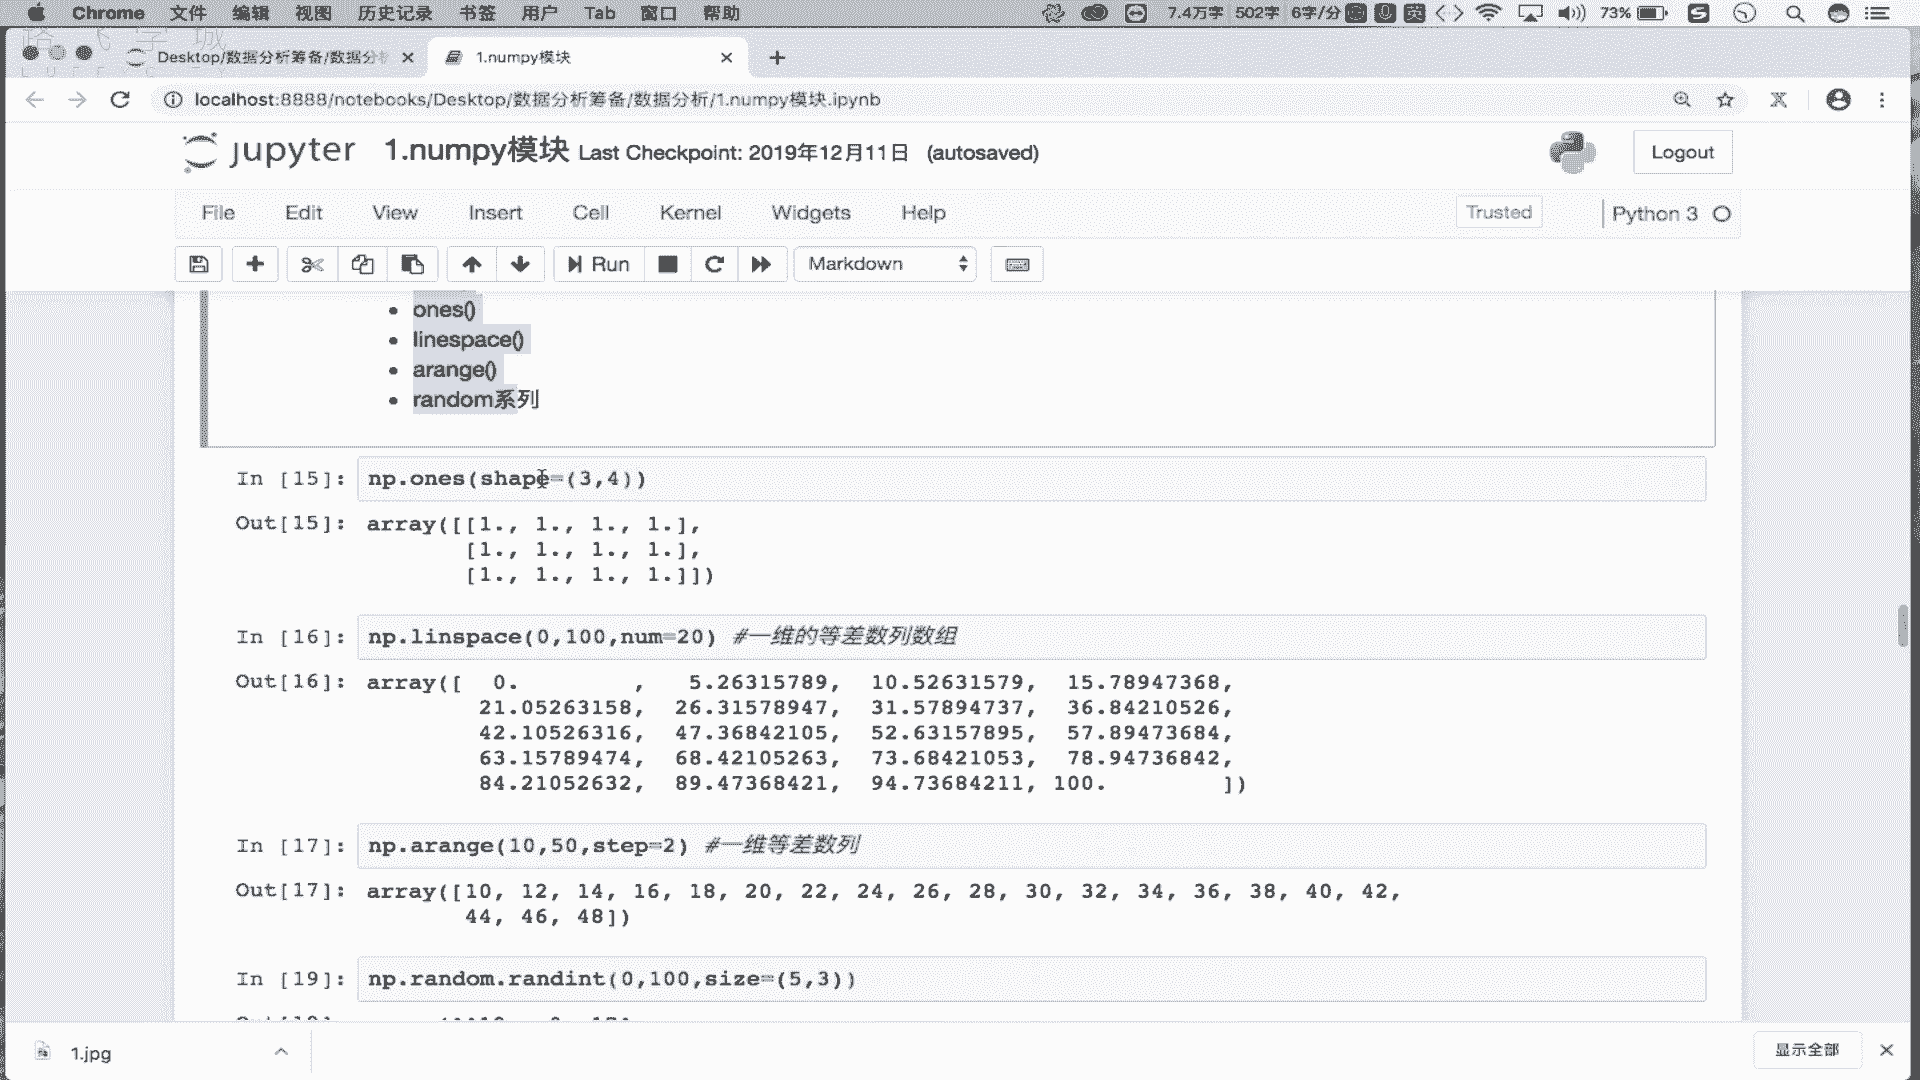 Chrome 文件 编辑 视图 历史记录 书签 用户 Tab 窗口 帮助 7.4万字 502字 6字/分 英 73%
Desktop/数据分析筹备/数据分析 1.numpy模块
localhost:8888/notebooks/Desktop/数据分析筹备/数据分析/1.numpy模块.ipynb
jupyter 1.numpy模块 Last Checkpoint: 2019年12月11日 (autosaved) Logout
File Edit View Insert Cell Kernel Widgets Help Trusted Python 3
Run Markdown
ones()
linespace()
arange()
random系列
In [15]: np.ones(shape=(3,4))
Out[15]: array([[1., 1., 1., 1.],
[1., 1., 1., 1.],
[1., 1., 1., 1.]])
In [16]: np.linspace(0,100,num=20) #一维的等差数列数组
Out[16]: array([ 0. , 5.26315789, 10.52631579, 15.78947368,
21.05263158, 26.31578947, 31.57894737, 36.84210526,
42.10526316, 47.36842105, 52.63157895, 57.89473684,
63.15789474, 68.42105263, 73.68421053, 78.94736842,
84.21052632, 89.47368421, 94.73684211, 100. ])
In [17]: np.arange(10,50,step=2) #一维等差数列
Out[17]: array([10, 12, 14, 16, 18, 20, 22, 24, 26, 28, 30, 32, 34, 36, 38, 40, 42,
44, 46, 48])
In [19]: np.random.randint(0,100,size=(5,3))
1.jpg 显示全部